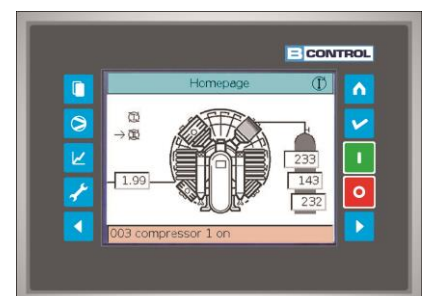 B CONTROL
Homepage
233
1.99
143
232
003 compressor 1 on